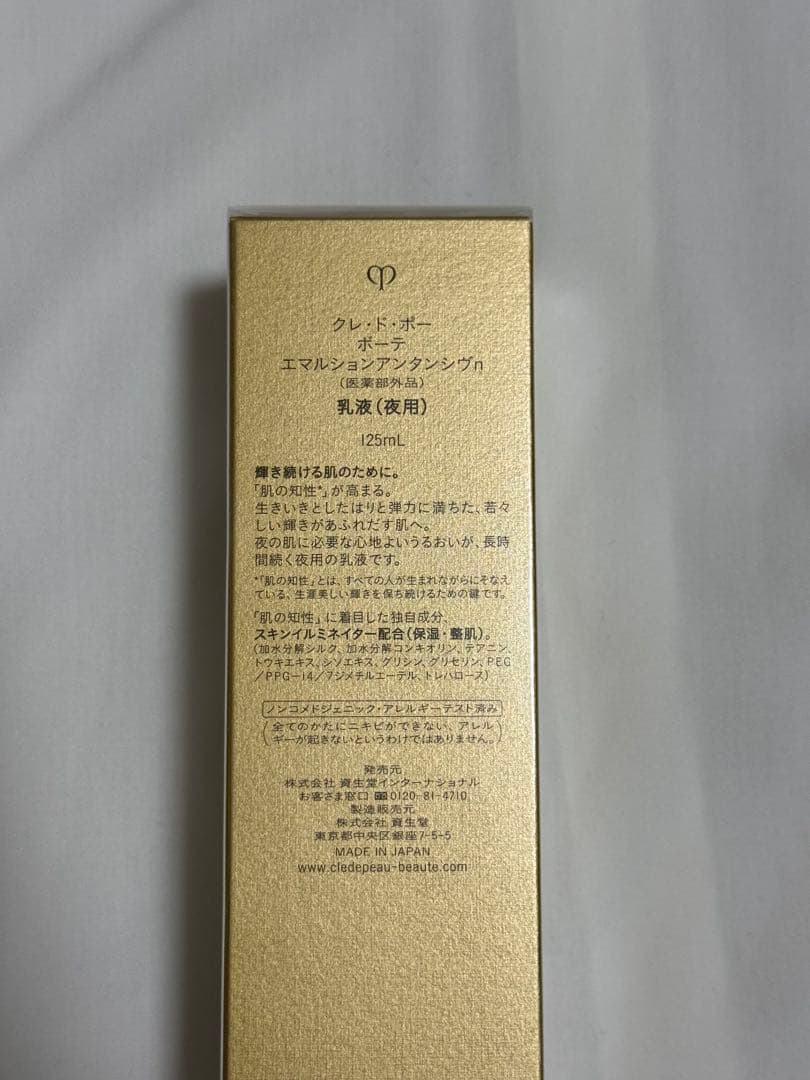 クレ・ド・ポー
ボーテ
エマルションアンタンシヴn
（医薬部外品）
乳液（夜用）
125mL
輝き続ける肌のために。
「肌の知性*」が高まる。
生きいきとしたはりと弾力に満ちた、若々
しい輝きがあふれだす肌へ。
夜の肌に必要な心地よいうるおいが、長時
間続く夜用の乳液です。
*「肌の知性」とは、すべての人が生まれながらにそなえ
ている、生涯美しい輝きを保ち続けるための鍵です。
「肌の知性」に着目した独自成分、
スキンイルミネイター配合（保湿・整肌）。
（加水分解シルク、加水分解コンキオリン、テアニン、
トウキエキス、シソエキス、グリシン、グリセリン、PEG
／PPG-14／7ジメチルエーテル、トレハロース）
ノンコメドジェニック・アレルギーテスト済み
（全てのかたにニキビができない、アレル
ギーが起きないというわけではありません。）
発売元
株式会社 資生堂インターナショナル
お客さま窓口 0120-81-4710
製造販売元
株式会社 資生堂
東京都中央区銀座7-5-5
MADE IN JAPAN
www.cledepeau-beaute.com